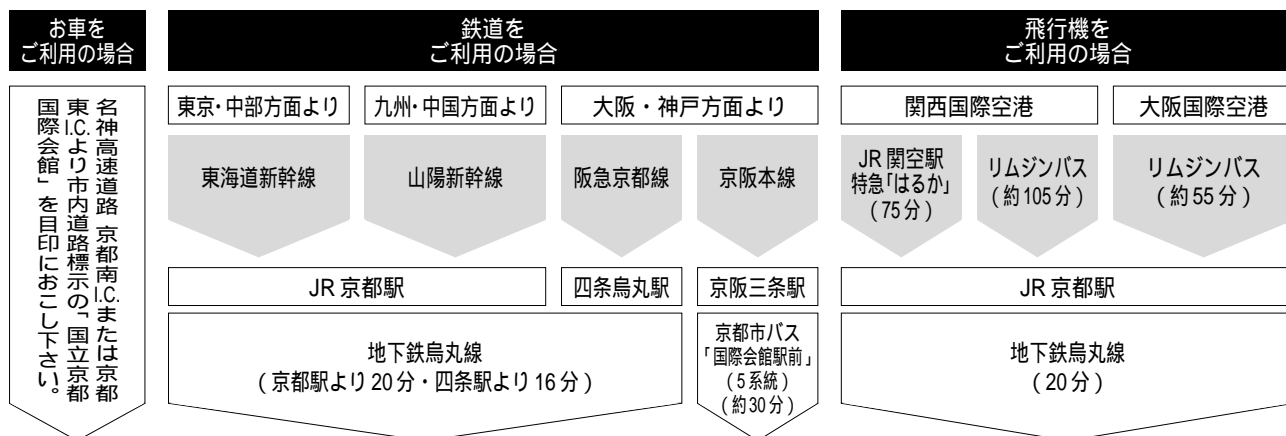 お車を
ご利用の場合
名神高速道路 京都南I.C.または京都
東I.C.より市内道路標示の、「国立京都
国際会館」を目印におこし下さい。
鉄道を
ご利用の場合
東京・中部方面より
九州・中国方面より
大阪・神戸方面より
東海道新幹線
山陽新幹線
阪急京都線
京阪本線
JR京都駅
四条烏丸駅
京阪三条駅
地下鉄烏丸線
(京都駅より20分・四条駅より16分)
京都市バス
「国際会館駅前」
(5系統)
(約30分)
飛行機を
ご利用の場合
関西国際空港
大阪国際空港
JR関空駅
特急「はるか」
(75分)
リムジンバス
(約105分)
リムジンバス
(約55分)
JR京都駅
地下鉄烏丸線
(20分)